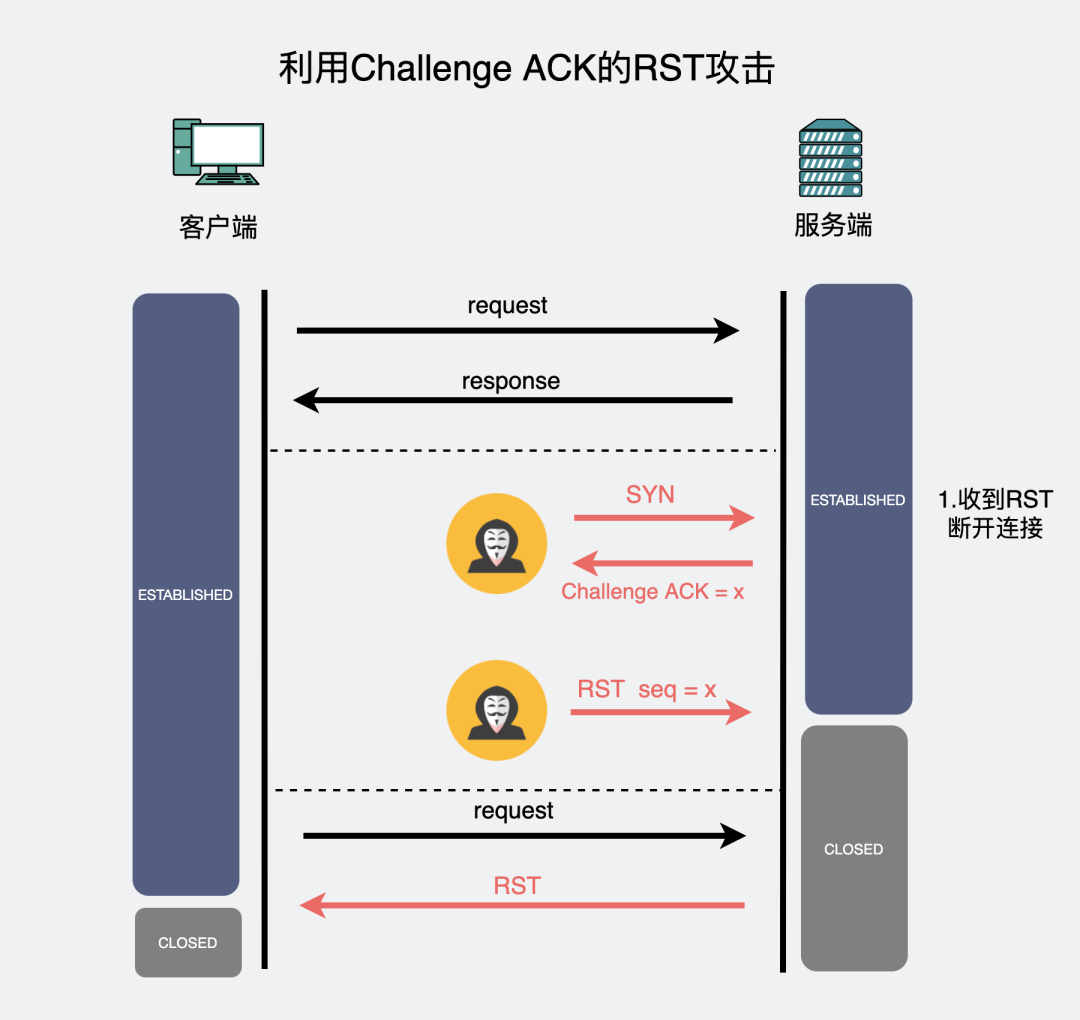 利用Challenge ACK的RST攻击
客户端
服务端
request
response
SYN
ESTABLISHED
1.收到RST
断开连接
Challenge ACK = x
ESTABLISHED
RST seq = x
request
CLOSED
RST
CLOSED